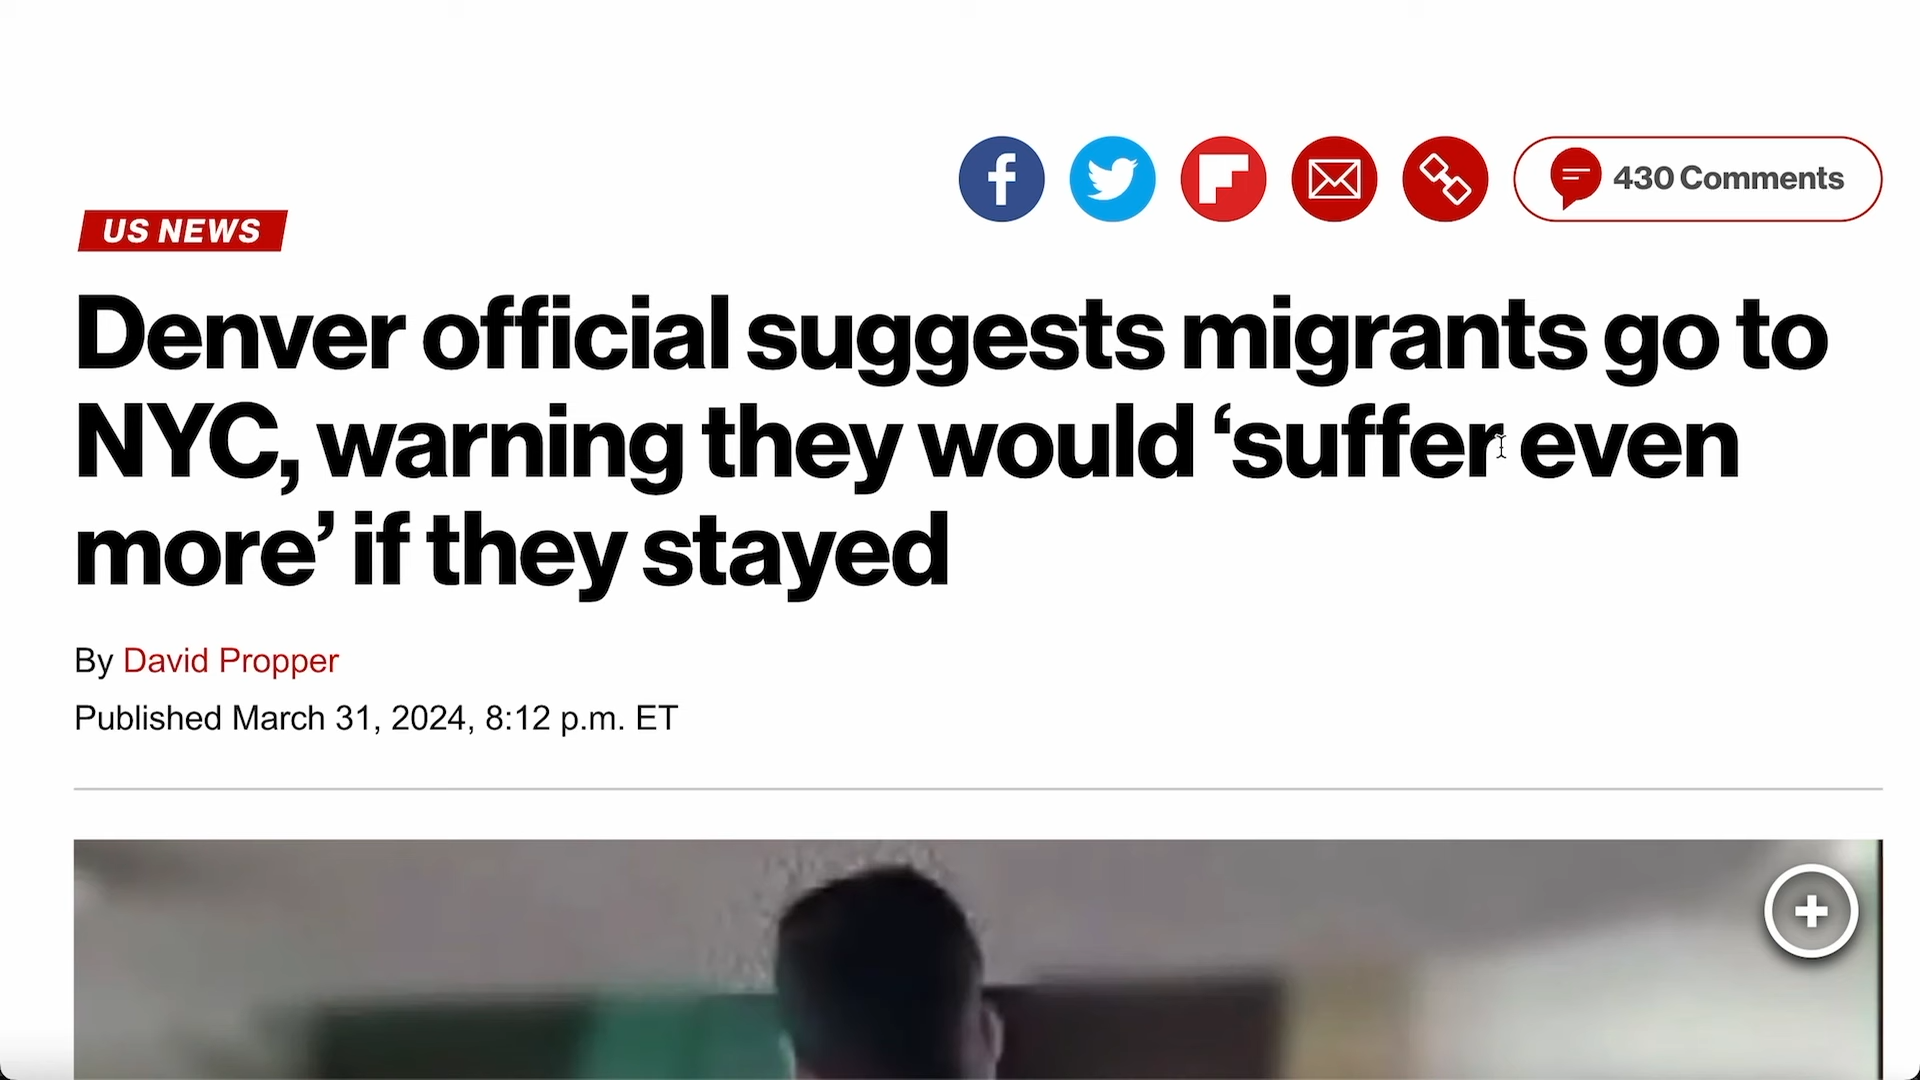 430 Comments
US NEWS
Denver official suggests migrants go to
NYC, warning they would ‘suffer even
more’ if they stayed
By David Propper
Published March 31, 2024, 8:12 p.m. ET